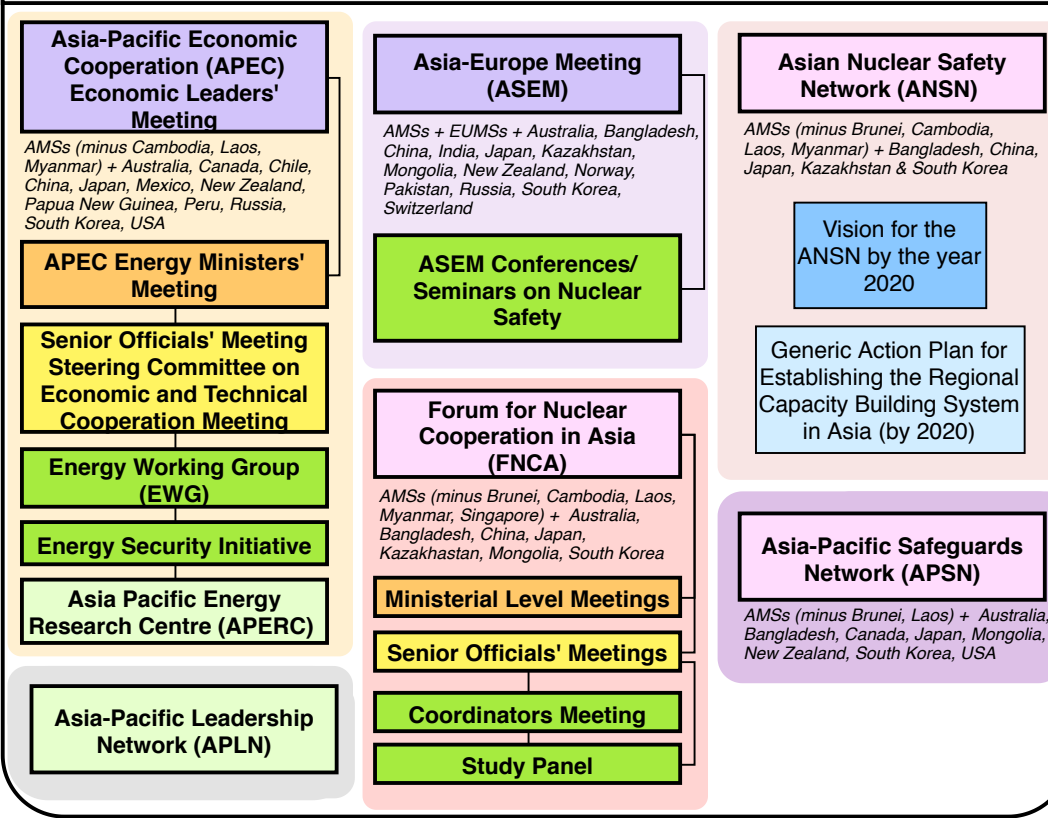 Asia-Pacific Economic
Cooperation (APEC)
Economic Leaders'
Meeting
AMSs (minus Cambodia, Laos,
Myanmar) + Australia, Canada, Chile,
China, Japan, Mexico, New Zealand,
Papua New Guinea, Peru, Russia,
South Korea, USA
APEC Energy Ministers'
Meeting
Senior Officials' Meeting
Steering Committee on
Economic and Technical
Cooperation Meeting
Energy Working Group
(EWG)
Energy Security Initiative
Asia Pacific Energy
Research Centre (APERC)
Asia-Pacific Leadership
Network (APLN)
Asia-Europe Meeting
(ASEM)
AMSs + EUMSs + Australia, Bangladesh,
China, India, Japan, Kazakhstan,
Mongolia, New Zealand, Norway,
Pakistan, Russia, South Korea,
Switzerland
ASEM Conferences/
Seminars on Nuclear
Safety
Forum for Nuclear
Cooperation in Asia
(FNCA)
AMSs (minus Brunei, Cambodia, Laos,
Myanmar, Singapore) + Australia,
Bangladesh, China, Japan,
Kazakhastan, Mongolia, South Korea
Ministerial Level Meetings
Senior Officials' Meetings
Coordinators Meeting
Study Panel
Asian Nuclear Safety
Network (ANSN)
AMSs (minus Brunei, Cambodia,
Laos, Myanmar) + Bangladesh, China,
Japan, Kazakhstan & South Korea
Vision for the
ANSN by the year
2020
Generic Action Plan for
Establishing the Regional
Capacity Building System
in Asia (by 2020)
Asia-Pacific Safeguards
Network (APSN)
AMSs (minus Brunei, Laos) + Australia,
Bangladesh, Canada, Japan, Mongolia,
New Zealand, South Korea, USA